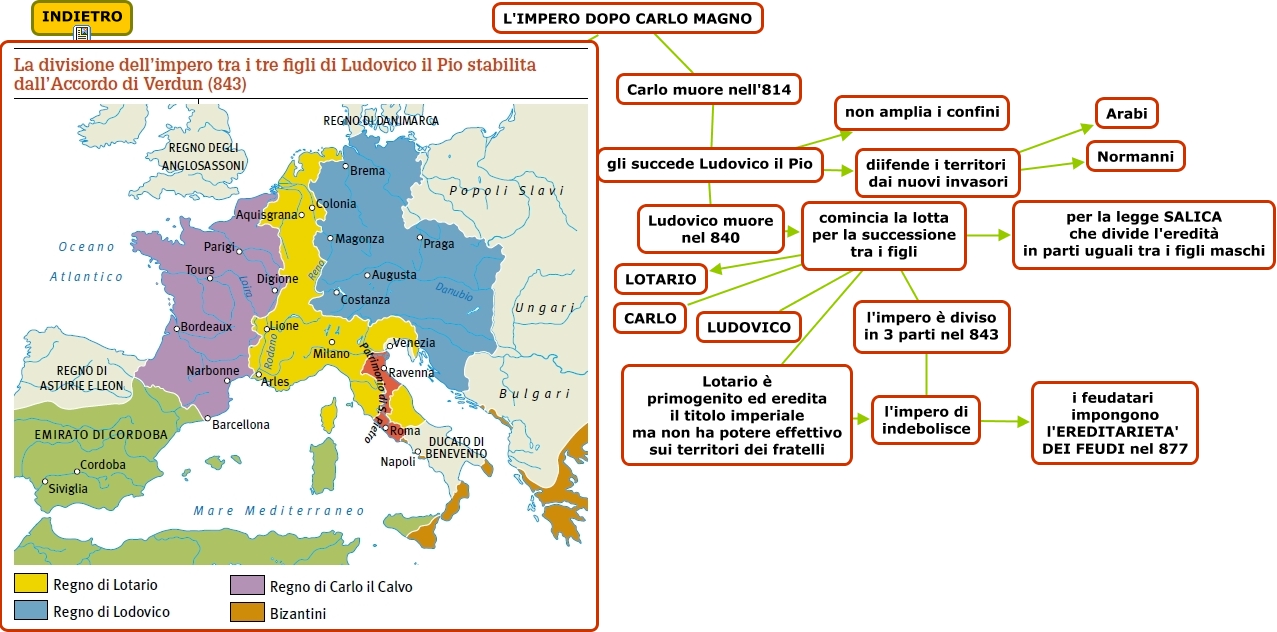 INDIETRO
La divisione dell'impero tra i tre figli di Ludovico il Pio stabilita
dall'Accordo di Verdun (843)
REGNO DI DANIMARCA
REGNO DEGLI
ANGLOSASSONI
Brema
Popoli Slavi
Colonia
Aquisgrana
Oceano
Atlantico
Parigi
Magonza
Praga
Tours
Loira
Digione
Reno
Augusta
Danubio
Costanza
Ungari
Bordeaux
Lione
Rodano
Milano
Venezia
REGNO DI
ASTURIE E LEON
Narbonne
Arles
Patrimonio di S. Pietro
Ravenna
Bulgari
Barcellona
EMIRATO DI CORDOBA
Roma
DUCATO DI
BENEVENTO
Napoli
Cordoba
Siviglia
Mare Mediterraneo
Regno di Lotario
Regno di Carlo il Calvo
Regno di Lodovico
Bizantini
L'IMPERO DOPO CARLO MAGNO
Carlo muore nell'814
gli succede Ludovico il Pio
non amplia i confini
diifende i territori
dai nuovi invasori
Arabi
Normanni
Ludovico muore
nel 840
comincia la lotta
per la successione
tra i figli
per la legge SALICA
che divide l'eredità
in parti uguali tra i figli maschi
LOTARIO
CARLO
LUDOVICO
l'impero è diviso
in 3 parti nel 843
Lotario è
primogenito ed eredita
il titolo imperiale
ma non ha potere effettivo
sui territori dei fratelli
l'impero di
indebolisce
i feudatari
impongono
l'EREDITARIETA'
DEI FEUDI nel 877